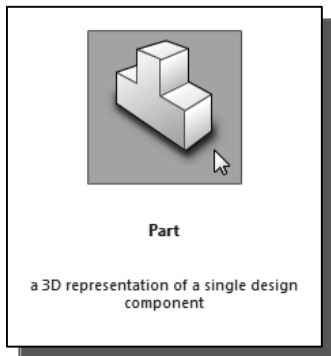 Part
a 3D representation of a single design
component